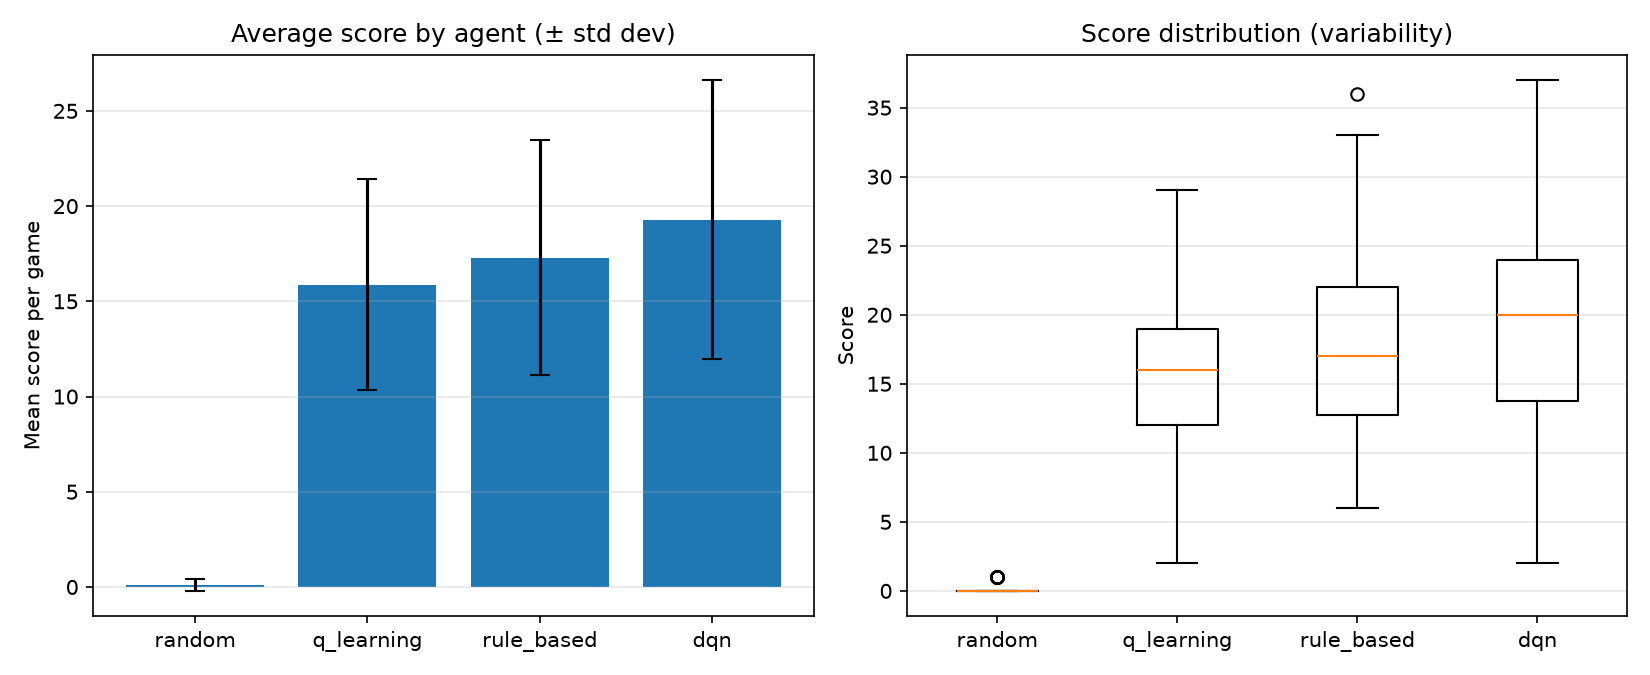 Average score by agent (± std dev)
Mean score per game
25
20
15
10
5
0
random
q_learning
rule_based
dqn
Score distribution (variability)
Score
35
30
25
20
15
10
5
0
random
q_learning
rule_based
dqn